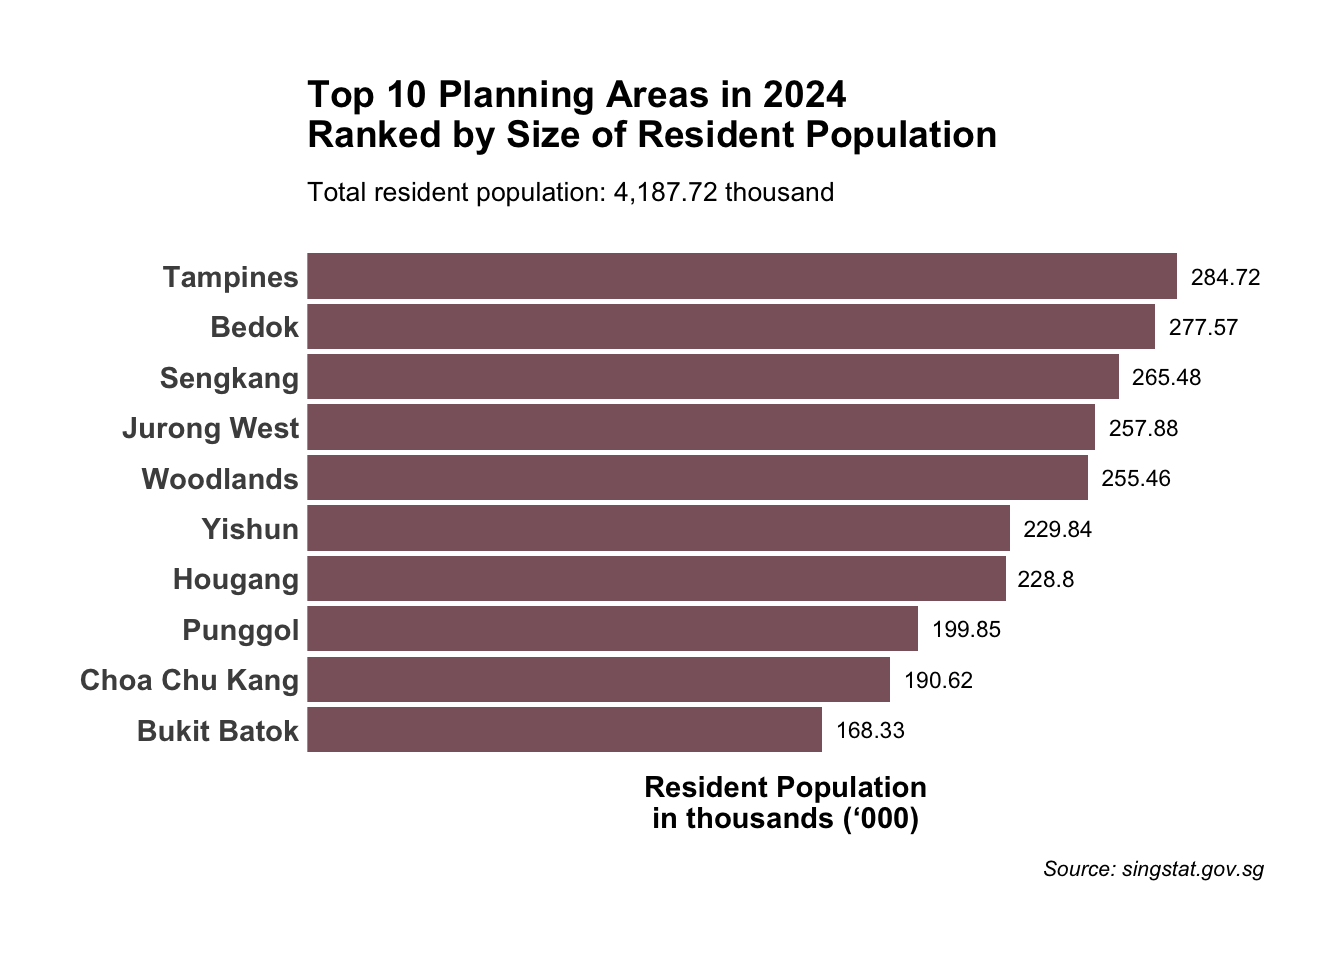 Top 10 Planning Areas in 2024
Ranked by Size of Resident Population
Total resident population: 4,187.72 thousand
Tampines 284.72
Bedok 277.57
Sengkang 265.48
Jurong West 257.88
Woodlands 255.46
Yishun 229.84
Hougang 228.8
Punggol 199.85
Choa Chu Kang 190.62
Bukit Batok 168.33
Resident Population
in thousands (‘000)
Source: singstat.gov.sg